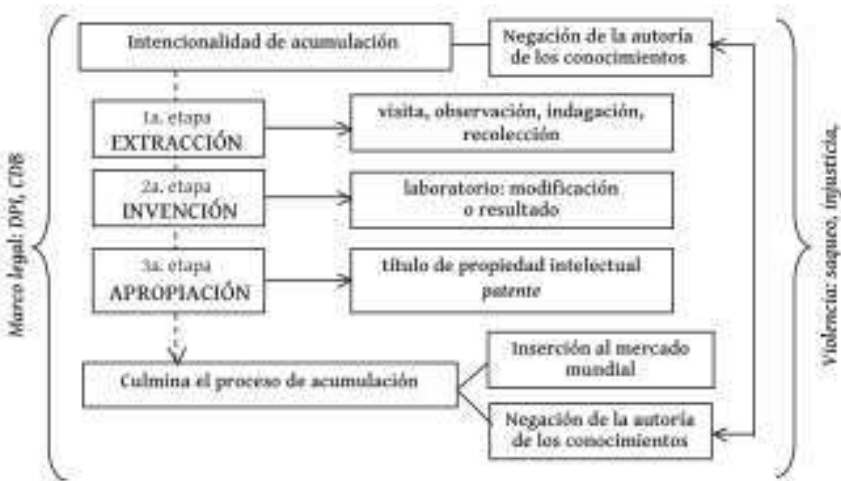 Intencionalidad de acumulación
Negación de la autoría
de los conocimientos
1a. etapa
EXTRACCIÓN
visita, observación, indagación,
recolección
2a. etapa
INVENCIÓN
laboratorio: modificación
o resultado
3a. etapa
APROPIACIÓN
título de propiedad intelectual
patente
Culmina el proceso de acumulación
Inserción al mercado
mundial
Negación de la autoría
de los conocimientos
Marco legal: DPI, CDB
Violencia: saqueo, injusticia,